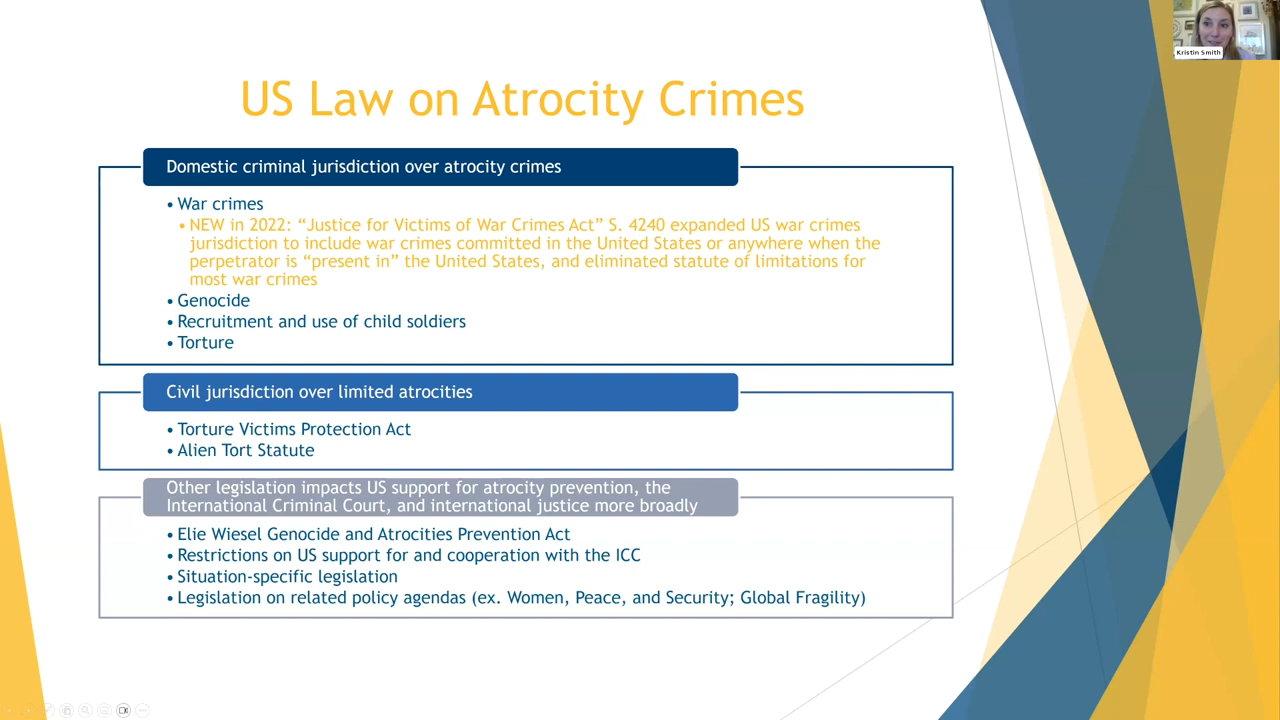 Kristin Smith
US Law on Atrocity Crimes
Domestic criminal jurisdiction over atrocity crimes
• War crimes
• NEW in 2022: “Justice for Victims of War Crimes Act” S. 4240 expanded US war crimes
jurisdiction to include war crimes committed in the United States or anywhere when the
perpetrator is “present in” the United States, and eliminated statute of limitations for
most war crimes
• Genocide
• Recruitment and use of child soldiers
• Torture
Civil jurisdiction over limited atrocities
• Torture Victims Protection Act
• Alien Tort Statute
Other legislation impacts US support for atrocity prevention, the
International Criminal Court, and international justice more broadly
• Elie Wiesel Genocide and Atrocities Prevention Act
• Restrictions on US support for and cooperation with the ICC
• Situation-specific legislation
• Legislation on related policy agendas (ex. Women, Peace, and Security; Global Fragility)